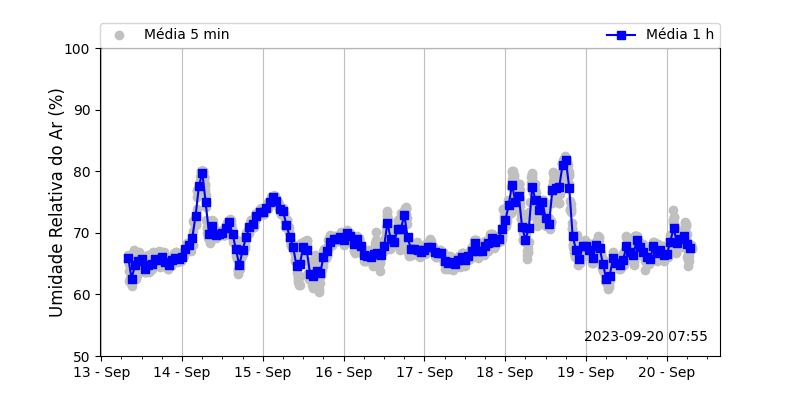 Média 5 min
Média 1 h
Umidade Relativa do Ar (%)
100
90
80
70
60
50
2023-09-20 07:55
13 - Sep
14 - Sep
15 - Sep
16 - Sep
17 - Sep
18 - Sep
19 - Sep
20 - Sep